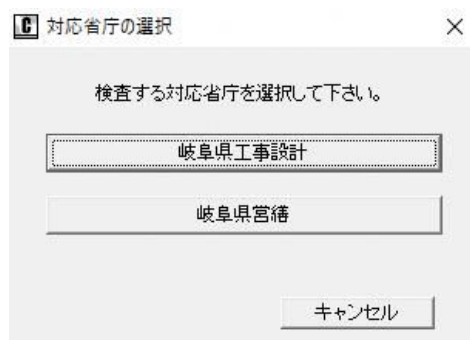 C 対応省庁の選択
検査する対応省庁を選択して下さい。
岐阜県工事設計
岐阜県営繕
キャンセル